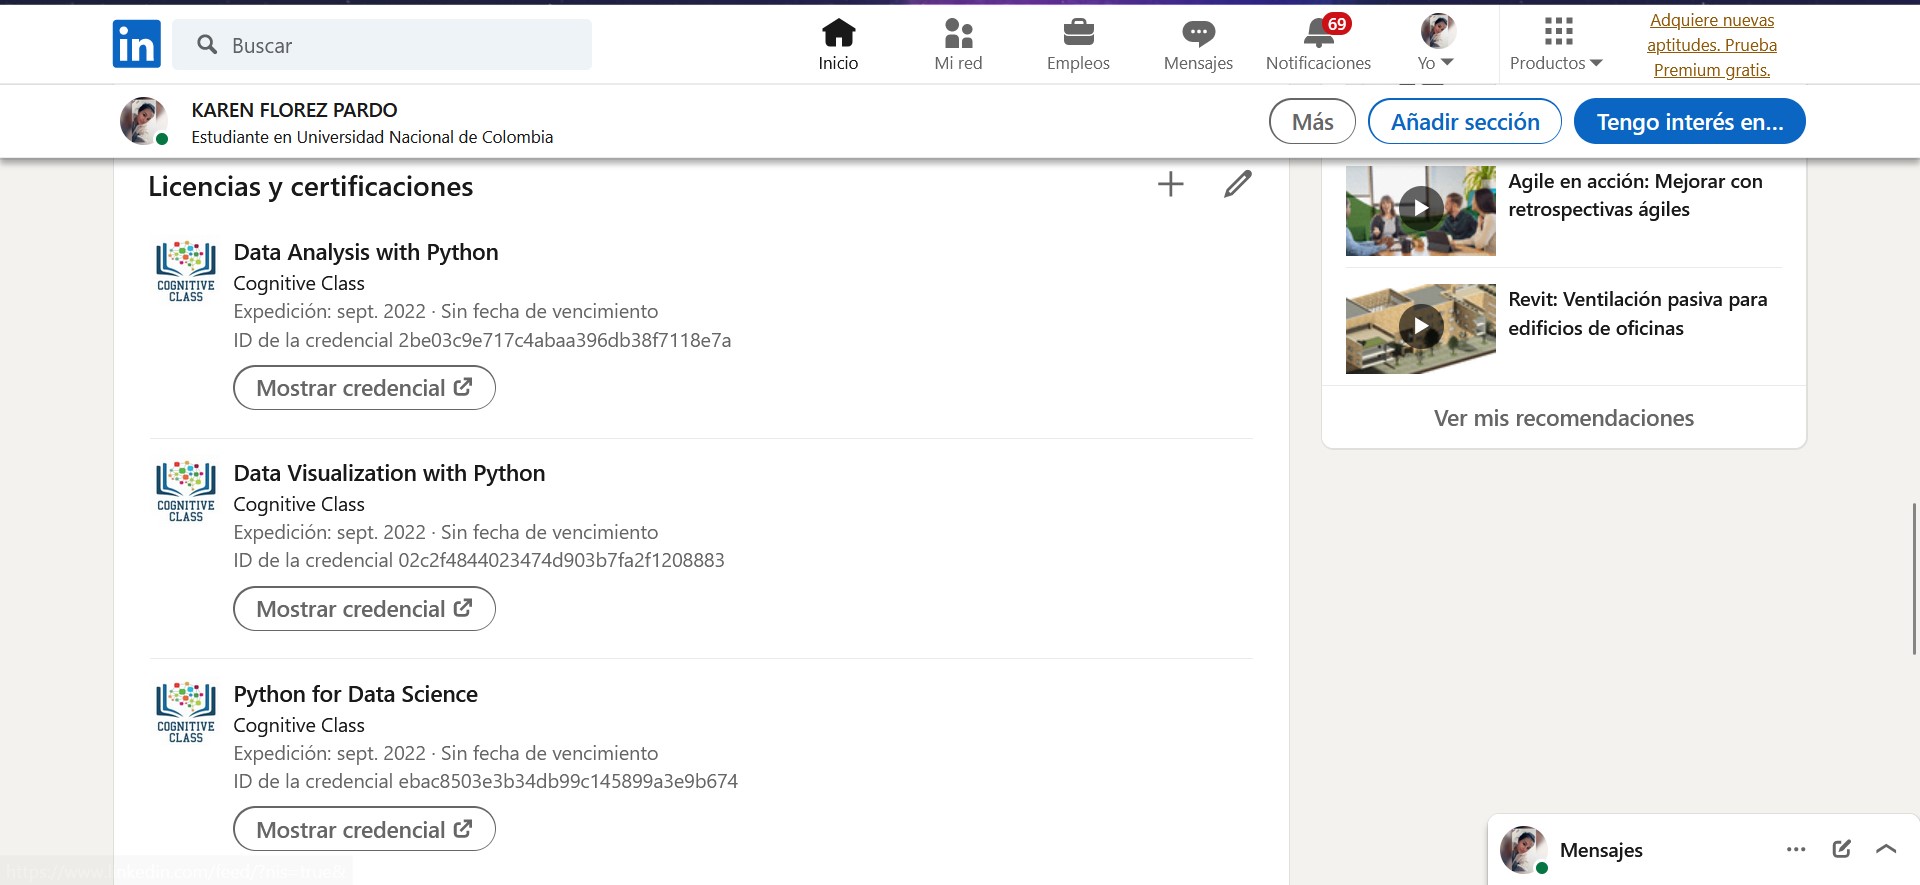 in
Buscar
Inicio
Mi red
Empleos
Mensajes
69
Notificaciones
Yo
Productos
Adquiere nuevas
aptitudes. Prueba
Premium gratis.
KAREN FLOREZ PARDO
Estudiante en Universidad Nacional de Colombia
Más
Añadir sección
Tengo interés en...
Licencias y certificaciones
COGNITIVE
CLASS
Data Analysis with Python
Cognitive Class
Expedición: sept. 2022 · Sin fecha de vencimiento
ID de la credencial 2be03c9e717c4abaa396db38f7118e7a
Mostrar credencial
COGNITIVE
CLASS
Data Visualization with Python
Cognitive Class
Expedición: sept. 2022 · Sin fecha de vencimiento
ID de la credencial 02c2f4844023474d903b7fa2f1208883
Mostrar credencial
COGNITIVE
CLASS
Python for Data Science
Cognitive Class
Expedición: sept. 2022 · Sin fecha de vencimiento
ID de la credencial ebac8503e3b34db99c145899a3e9b674
Mostrar credencial
Agile en acción: Mejorar con
retrospectivas ágiles
Revit: Ventilación pasiva para
edificios de oficinas
Ver mis recomendaciones
Mensajes